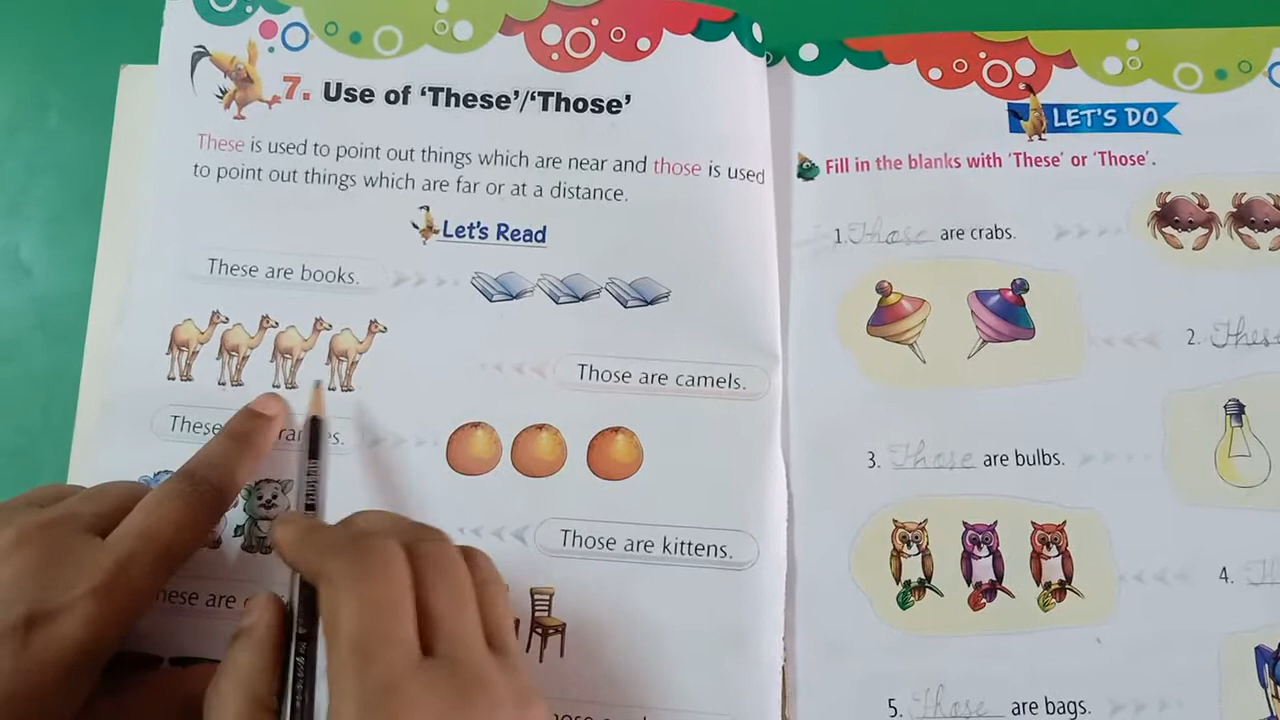 7. Use of 'These'/'Those'
These is used to point out things which are near and those is used
to point out things which are far or at a distance.
Let's Read
These are books.
Those are camels.
These
Those are kittens.
are
LET'S DO
Fill in the blanks with 'These' or 'Those'.
1. Those are crabs.
2.
3. Those are bulbs.
4.
5. Those are bags.